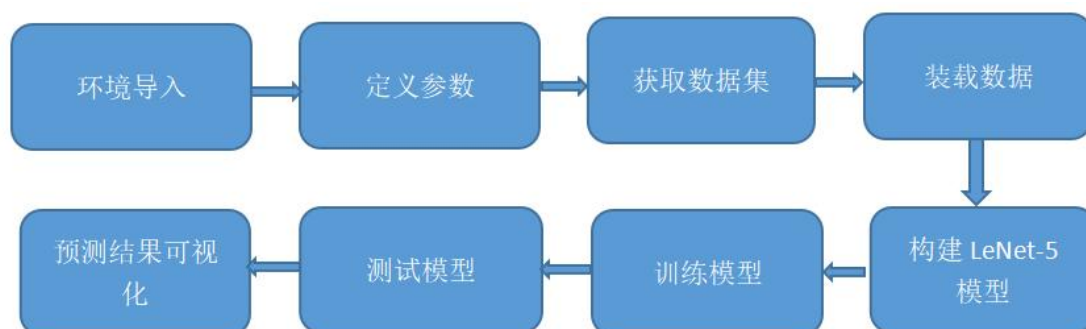 环境导入
定义参数
获取数据集
装载数据
构建 LeNet-5
模型
训练模型
测试模型
预测结果可视
化